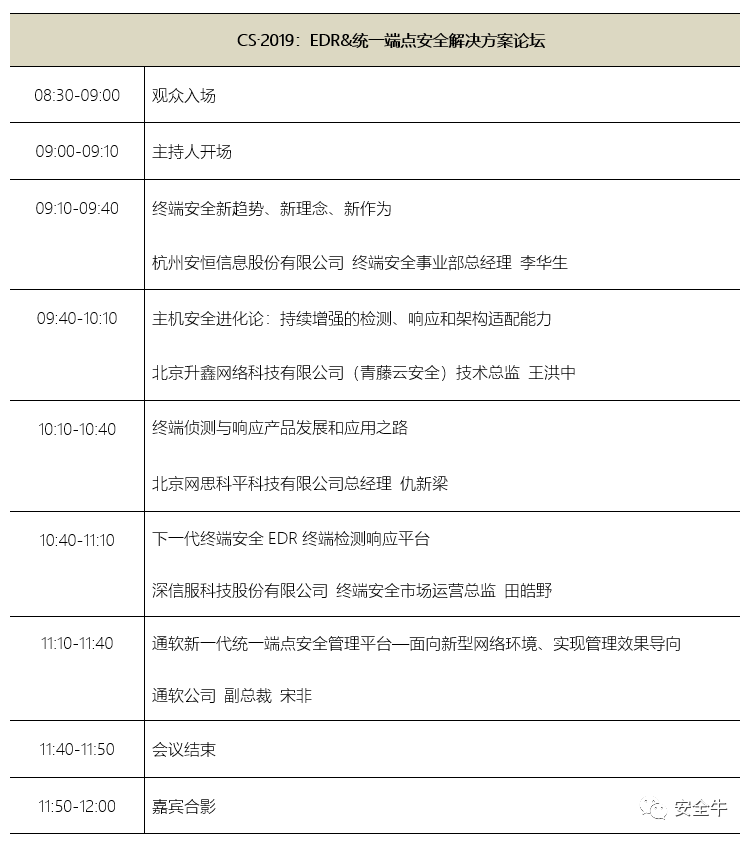 CS·2019：EDR&统一端点安全解决方案论坛
08:30-09:00 观众入场
09:00-09:10 主持人开场
09:10-09:40 终端安全新趋势、新理念、新作为
杭州安恒信息股份有限公司 终端安全事业部总经理 李华生
09:40-10:10 主机安全进化论：持续增强的检测、响应和架构适配能力
北京升鑫网络科技有限公司（青藤云安全）技术总监 王洪中
10:10-10:40 终端侦测与响应产品发展和应用之路
北京网思科平科技有限公司总经理 仇新梁
10:40-11:10 下一代终端安全 EDR 终端检测响应平台
深信服科技股份有限公司 终端安全市场运营总监 田皓野
11:10-11:40 通软新一代统一端点安全管理平台—面向新型网络环境、实现管理效果导向
通软公司 副总裁 宋非
11:40-11:50 会议结束
11:50-12:00 嘉宾合影
安全牛